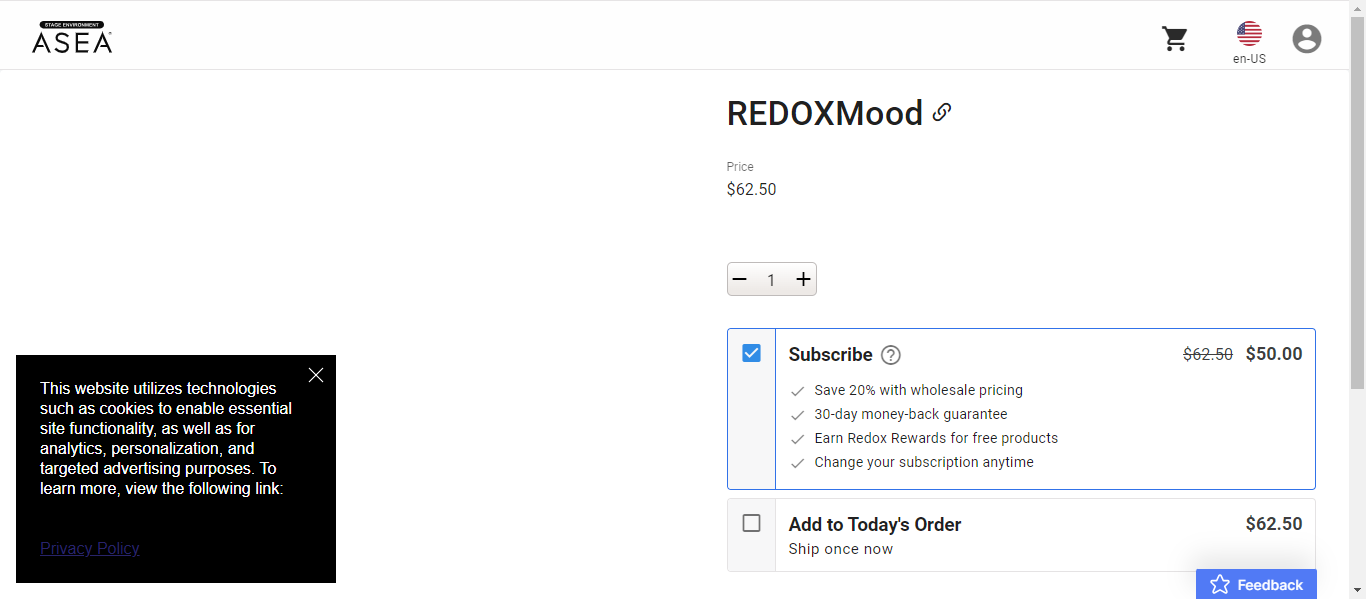 STAGE ENVIRONMENT
ASEA
en-US
REDOXMood
Price
$62.50
1
Subscribe
$62.50 $50.00
Save 20% with wholesale pricing
30-day money-back guarantee
Earn Redox Rewards for free products
Change your subscription anytime
Add to Today's Order
$62.50
Ship once now
This website utilizes technologies
such as cookies to enable essential
site functionality, as well as for
analytics, personalization, and
targeted advertising purposes. To
learn more, view the following link:
Privacy Policy
Feedback